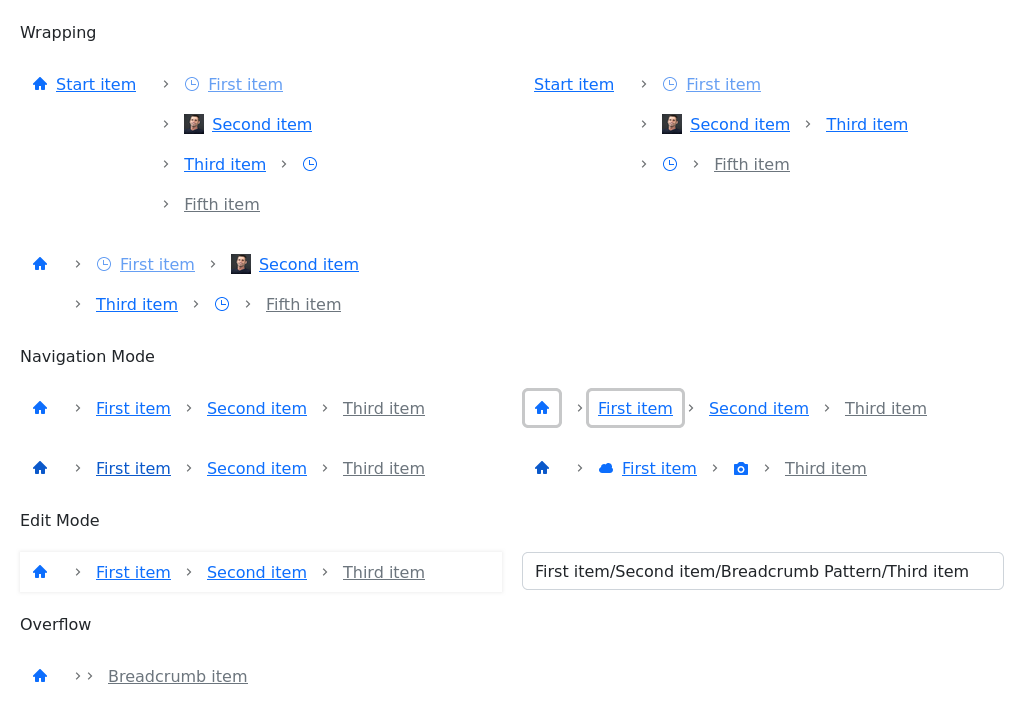 Wrapping
Start item First item
Second item
Third item
Fifth item
Start item First item
Second item Third item
Fifth item
First item Second item
Third item Fifth item
Navigation Mode
First item Second item Third item
First item Second item Third item
First item Second item Third item
First item Third item
Edit Mode
First item Second item Third item
First item/Second item/Breadcrumb Pattern/Third item
Overflow
Breadcrumb item